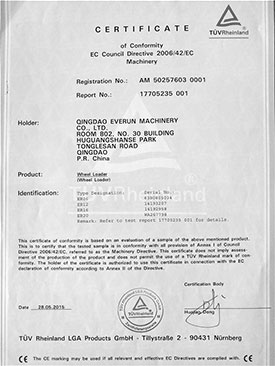 TÜVRheinland
CERTIFICATE
of Conformity
EC Council Directive 2006/42/EC
Machinery
Registration No.: AM 50257603 0001
Report No.: 17705235 001
Holder: QINGDAO EVERUN MACHINERY
CO., LTD.
ROOM 802, NO. 30 BUILDING
HUGUANGSHANSE PARK
TONGLESAN ROAD
QINGDAO
P.R. China
Product: Wheel Loader
(Wheel Loader)
Identification: Type Designation: Serial No.
Remark: Refer to test report 17705235 001 for details.
This certificate of conformity is based on an evaluation of a sample of the above mentioned product.
This is to certify that the tested sample is in conformity with all provision of Annex I of Council
Directive 2006/42/EC, referred to as the Machinery Directive. This certificate does not imply assess-
ment of the production of the product and does not permit the use of a TÜV Rheinland mark of con-
formity. The holder of the certificate is authorized to use this certificate in connection with the EC
declaration of conformity according to Annex II of the Directive.
Certification Body
Date 28.05.2015
TÜV Rheinland LGA Products GmbH - Tillystraße 2 - 90431 Nürnberg
CE The CE marking may be used if all relevant and effective EC Directives are complied with. CE